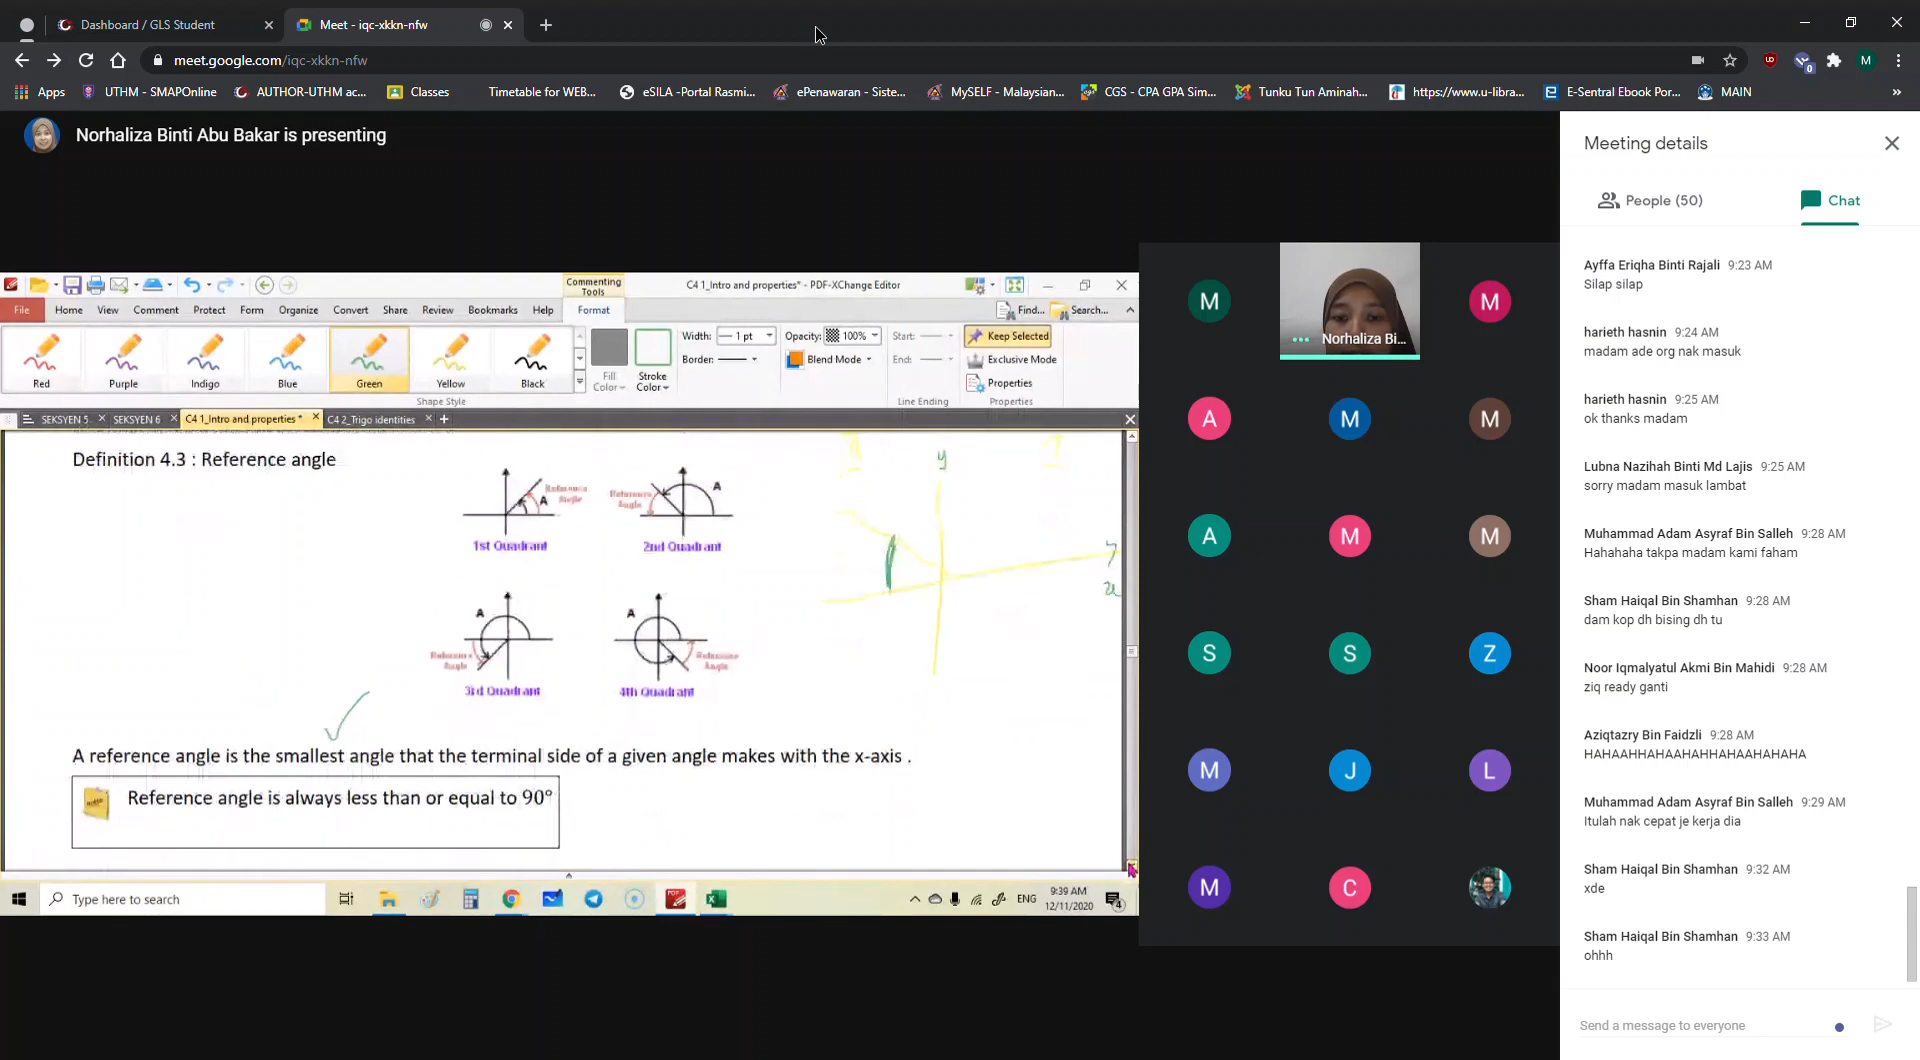 Dashboard / GLS Student
Meet - iqc-xkkn-nfw
meet.google.com/iqc-xkkn-nfw
Apps
UTHM - SMAPOnline
AUTHOR-UTHM ac...
Classes
Timetable for WEB...
eSILA -Portal Rasmi...
ePenawaran - Siste...
MySELF - Malaysian...
CGS - CPA GPA Sim...
Tunku Tun Aminah...
https://www.u-libra...
E-Sentral Ebook Por...
MAIN
»
Norhaliza Binti Abu Bakar is presenting
Commenting
Tools
C4 1_Intro and properties* - PDF-XChange Editor
File Home View Comment Protect Form Organize Convert Share Review Bookmarks Help Format
Find... Search...
Red Purple Indigo Blue Green Yellow Black
Fill
Color
Stroke
Color
Width: 1 pt
Border:
Opacity: 100%
Blend Mode
Start:
End:
Keep Selected
Exclusive Mode
Properties
Shape Style Line Ending Properties
SEKSYEN 5 SEKSYEN 6 C4 1_Intro and properties * C4 2_Trigo identities
Definition 4.3 : Reference angle
Reference
Angle
A
1st Quadrant
Reference
Angle
A
2nd Quadrant
A
Reference
Angle
3rd Quadrant
A
Reference
Angle
4th Quadrant
y
x
A reference angle is the smallest angle that the terminal side of a given angle makes with the x-axis .
Reference angle is always less than or equal to 90°
Type here to search
ENG
9:39 AM
12/11/2020
4
Norhaliza Bi...
M M
A M M
A M M
S S Z
M J L
M C
Meeting details
People (50)
Chat
Ayffa Eriqha Binti Rajali 9:23 AM
Silap silap
harieth hasnin 9:24 AM
madam ade org nak masuk
harieth hasnin 9:25 AM
ok thanks madam
Lubna Nazihah Binti Md Lajis 9:25 AM
sorry madam masuk lambat
Muhammad Adam Asyraf Bin Salleh 9:28 AM
Hahahaha takpa madam kami faham
Sham Haiqal Bin Shamhan 9:28 AM
dam kop dh bising dh tu
Noor Iqmalyatul Akmi Bin Mahidi 9:28 AM
ziq ready ganti
Aziqtazry Bin Faidzli 9:28 AM
HAHAAHHAHAAHAHHAHAAHAHAHA
Muhammad Adam Asyraf Bin Salleh 9:29 AM
Itulah nak cepat je kerja dia
Sham Haiqal Bin Shamhan 9:32 AM
xde
Sham Haiqal Bin Shamhan 9:33 AM
ohhh
Send a message to everyone